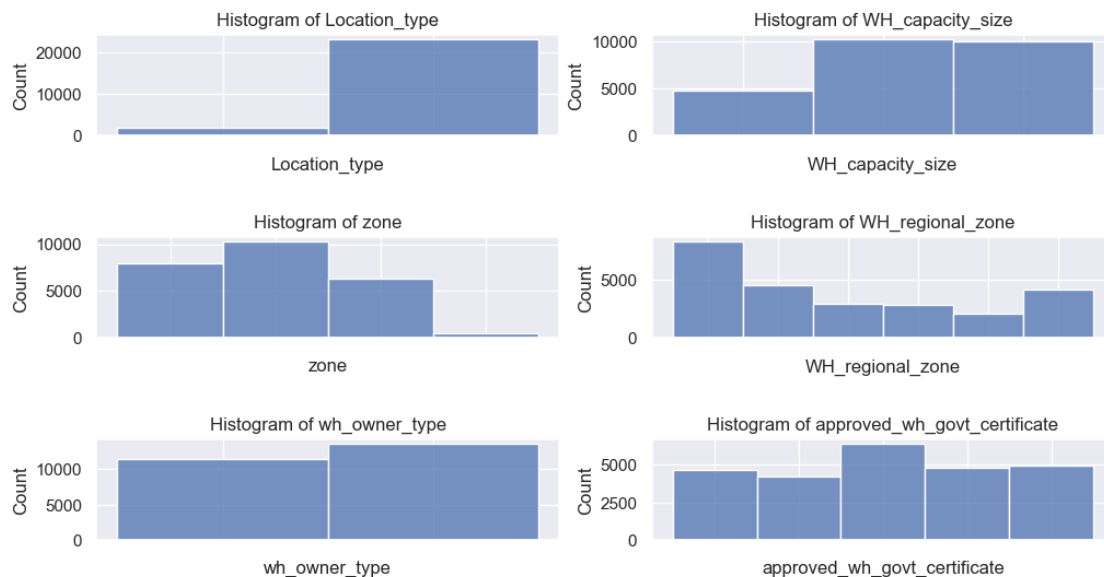 Histogram of Location_type
Count
20000
10000
0
Location_type
Histogram of WH_capacity_size
Count
10000
5000
0
WH_capacity_size
Histogram of zone
Count
10000
5000
0
zone
Histogram of WH_regional_zone
Count
5000
0
WH_regional_zone
Histogram of wh_owner_type
Count
10000
5000
0
wh_owner_type
Histogram of approved_wh_govt_certificate
Count
5000
2500
0
approved_wh_govt_certificate